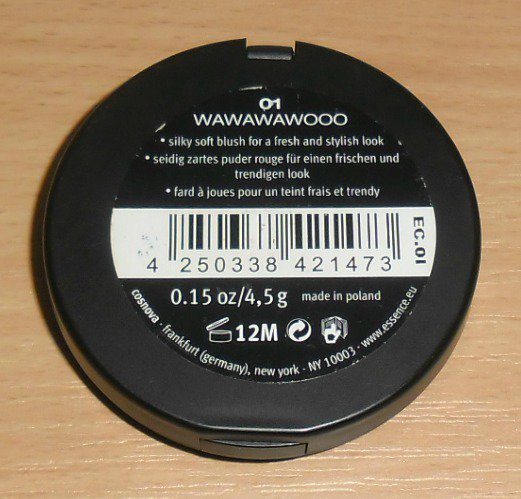 01
WAWAWAWOOO
• silky soft blush for a fresh and stylish look
• seidig zartes puder rouge für einen frischen und
trendigen look
• fard à joues pour un teint frais et trendy
EC.01
4 250338 421473
0.15 oz/4,5 g made in poland
12M
cosnova · frankfurt (germany), new york · NY 10003 · www.essence.eu